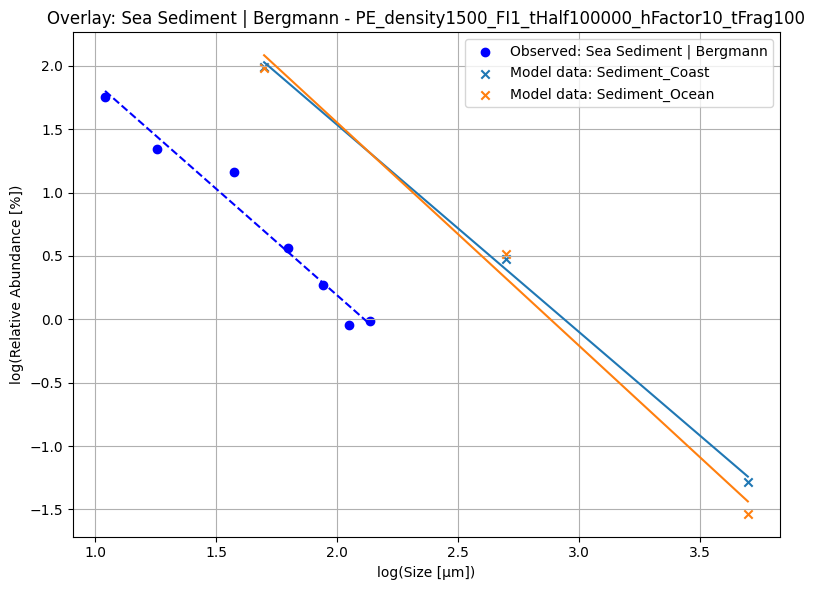 Overlay: Sea Sediment | Bergmann - PE_density1500_FI1_tHalf100000_hFactor10_tFrag100
Observed: Sea Sediment | Bergmann
Model data: Sediment_Coast
Model data: Sediment_Ocean
log(Relative Abundance [%])
2.0
1.5
1.0
0.5
0.0
−0.5
−1.0
−1.5
1.0 1.5 2.0 2.5 3.0 3.5
log(Size [µm])